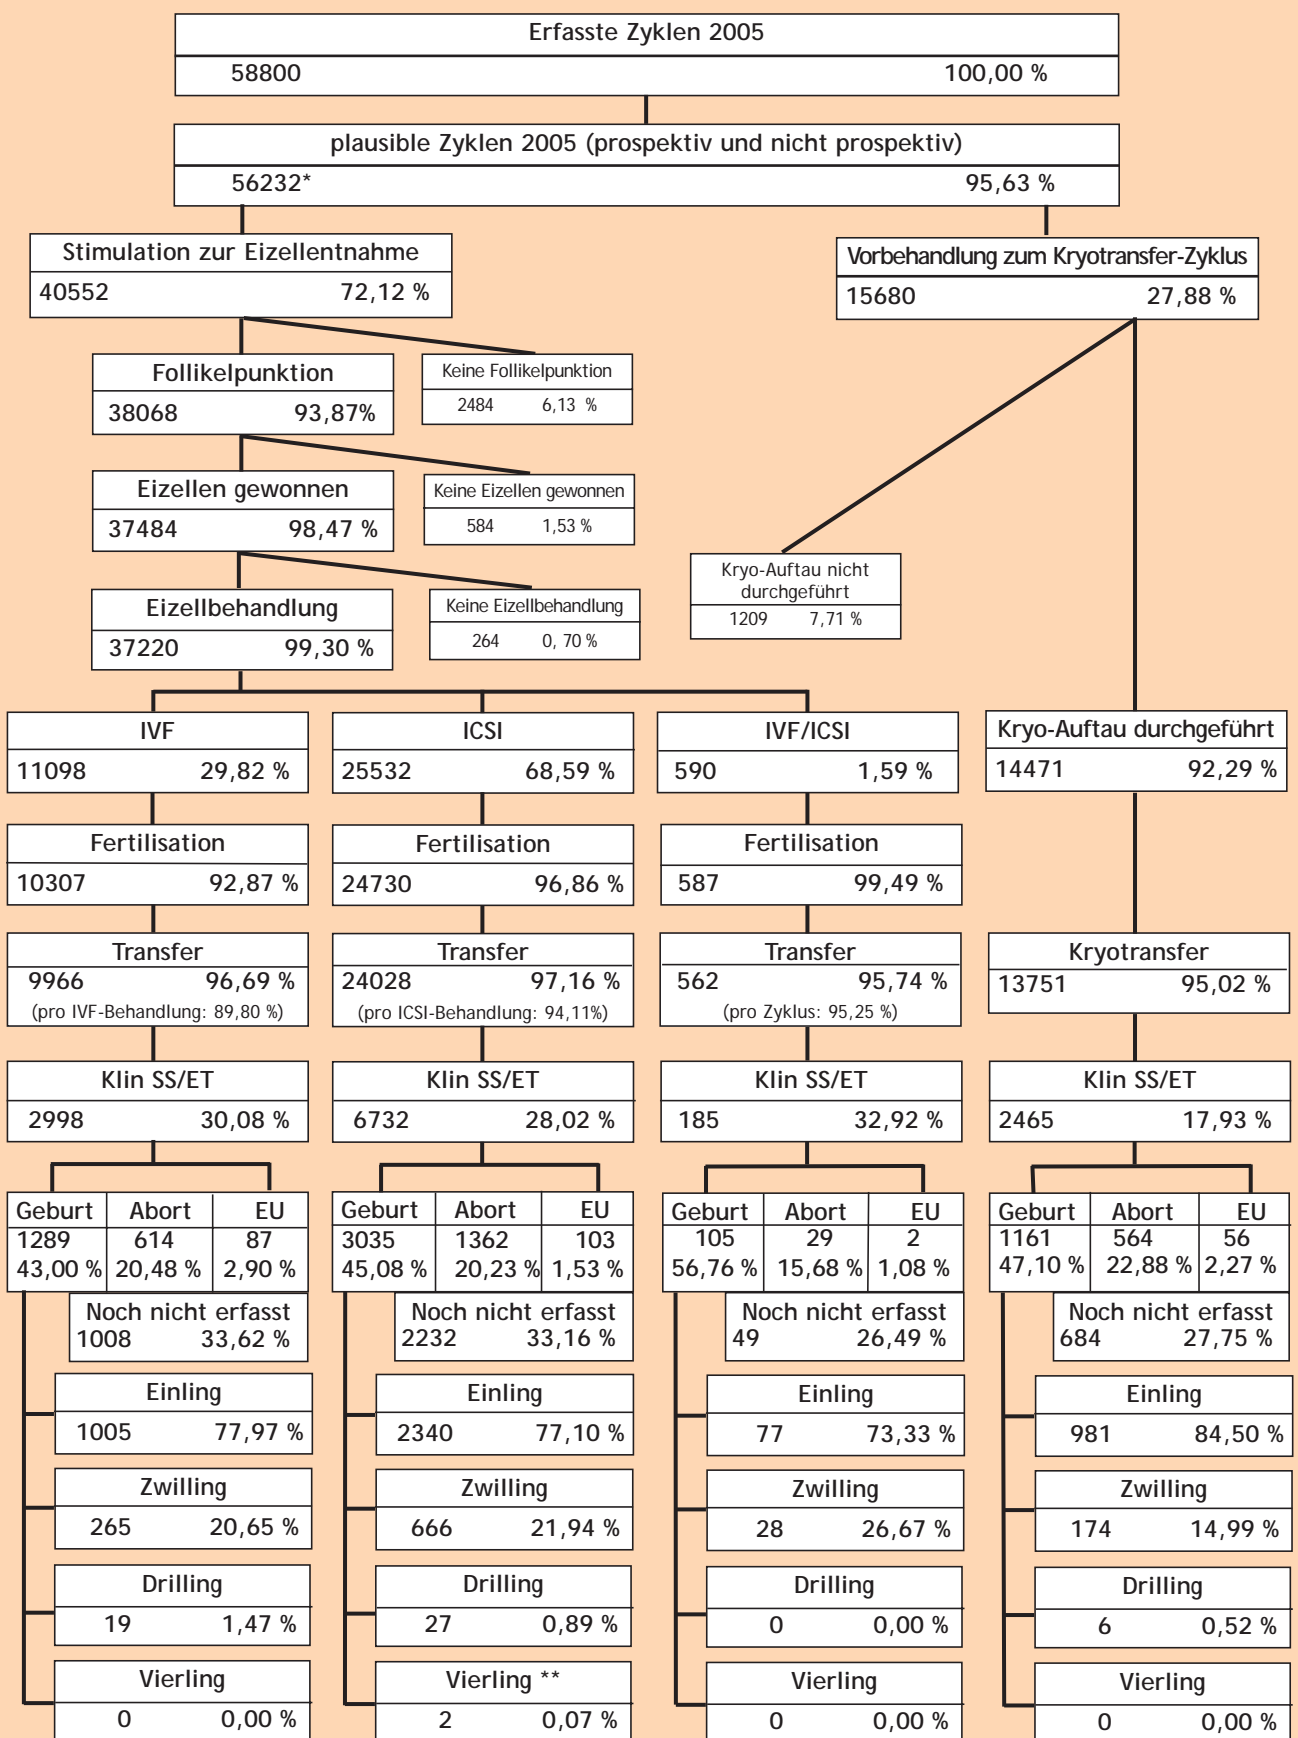 Erfasste Zyklen 2005
58800 100,00 %
plausible Zyklen 2005 (prospektiv und nicht prospektiv)
56232* 95,63 %
Stimulation zur Eizellentnahme
40552 72,12 %
Vorbehandlung zum Kryotransfer-Zyklus
15680 27,88 %
Follikelpunktion
38068 93,87%
Keine Follikelpunktion
2484 6,13 %
Eizellen gewonnen
37484 98,47 %
Keine Eizellen gewonnen
584 1,53 %
Kryo-Auftau nicht
durchgeführt
1209 7,71 %
Eizellbehandlung
37220 99,30 %
Keine Eizellbehandlung
264 0, 70 %
IVF
11098 29,82 %
ICSI
25532 68,59 %
IVF/ICSI
590 1,59 %
Kryo-Auftau durchgeführt
14471 92,29 %
Fertilisation
10307 92,87 %
Fertilisation
24730 96,86 %
Fertilisation
587 99,49 %
Transfer
9966 96,69 %
(pro IVF-Behandlung: 89,80 %)
Transfer
24028 97,16 %
(pro ICSI-Behandlung: 94,11%)
Transfer
562 95,74 %
(pro Zyklus: 95,25 %)
Kryotransfer
13751 95,02 %
Klin SS/ET
2998 30,08 %
Klin SS/ET
6732 28,02 %
Klin SS/ET
185 32,92 %
Klin SS/ET
2465 17,93 %
Geburt Abort EU
1289 614 87
43,00 % 20,48 % 2,90 %
Noch nicht erfasst
1008 33,62 %
Geburt Abort EU
3035 1362 103
45,08 % 20,23 % 1,53 %
Noch nicht erfasst
2232 33,16 %
Geburt Abort EU
105 29 2
56,76 % 15,68 % 1,08 %
Noch nicht erfasst
49 26,49 %
Geburt Abort EU
1161 564 56
47,10 % 22,88 % 2,27 %
Noch nicht erfasst
684 27,75 %
Einling
1005 77,97 %
Einling
2340 77,10 %
Einling
77 73,33 %
Einling
981 84,50 %
Zwilling
265 20,65 %
Zwilling
666 21,94 %
Zwilling
28 26,67 %
Zwilling
174 14,99 %
Drilling
19 1,47 %
Drilling
27 0,89 %
Drilling
0 0,00 %
Drilling
6 0,52 %
Vierling
0 0,00 %
Vierling **
2 0,07 %
Vierling
0 0,00 %
Vierling
0 0,00 %